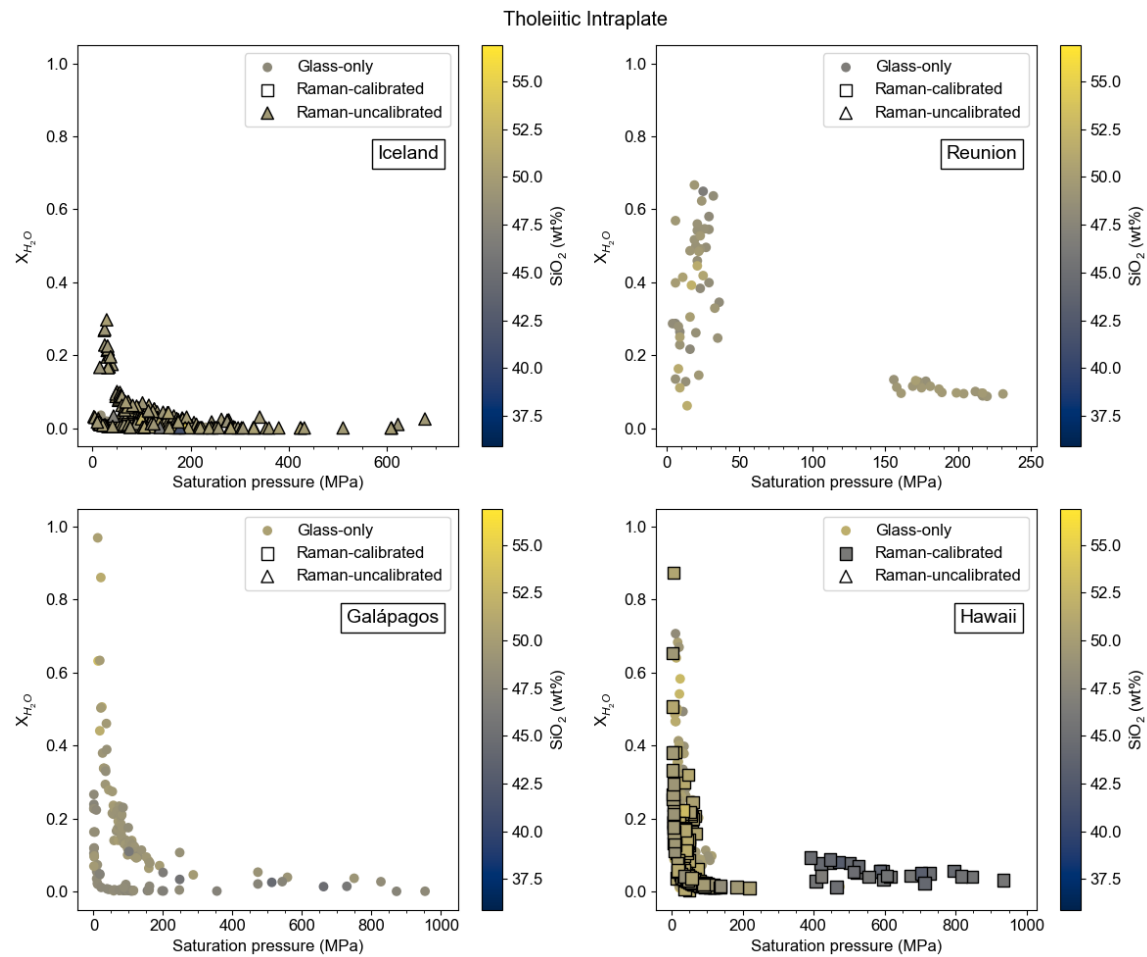 Tholeiitic Intraplate
1.0
0.8
0.6
0.4
0.2
0.0
X_{H_2O}
0 200 400 600
Saturation pressure (MPa)
Glass-only
Raman-calibrated
Raman-uncalibrated
Iceland
55.0
52.5
50.0
47.5
45.0
42.5
40.0
37.5
SiO₂ (wt%)
1.0
0.8
0.6
0.4
0.2
0.0
X_{H_2O}
0 50 100 150 200 250
Saturation pressure (MPa)
Glass-only
Raman-calibrated
Raman-uncalibrated
Reunion
55.0
52.5
50.0
47.5
45.0
42.5
40.0
37.5
SiO₂ (wt%)
1.0
0.8
0.6
0.4
0.2
0.0
X_{H_2O}
0 200 400 600 800 1000
Saturation pressure (MPa)
Glass-only
Raman-calibrated
Raman-uncalibrated
Galápagos
55.0
52.5
50.0
47.5
45.0
42.5
40.0
37.5
SiO₂ (wt%)
1.0
0.8
0.6
0.4
0.2
0.0
X_{H_2O}
0 200 400 600 800 1000
Saturation pressure (MPa)
Glass-only
Raman-calibrated
Raman-uncalibrated
Hawaii
55.0
52.5
50.0
47.5
45.0
42.5
40.0
37.5
SiO₂ (wt%)